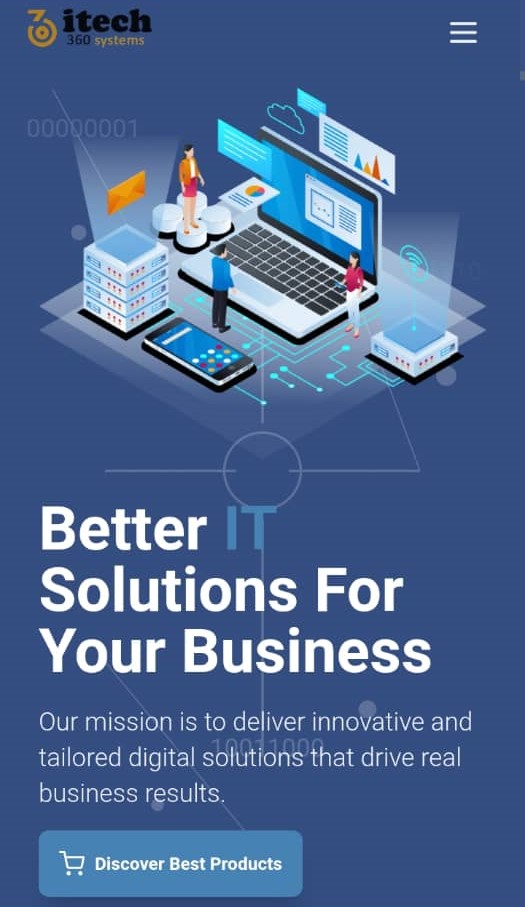 itech
360 systems
00000001
Better IT
Solutions For
Your Business
Our mission is to deliver innovative and
10011000
tailored digital solutions that drive real
business results.
Discover Best Products